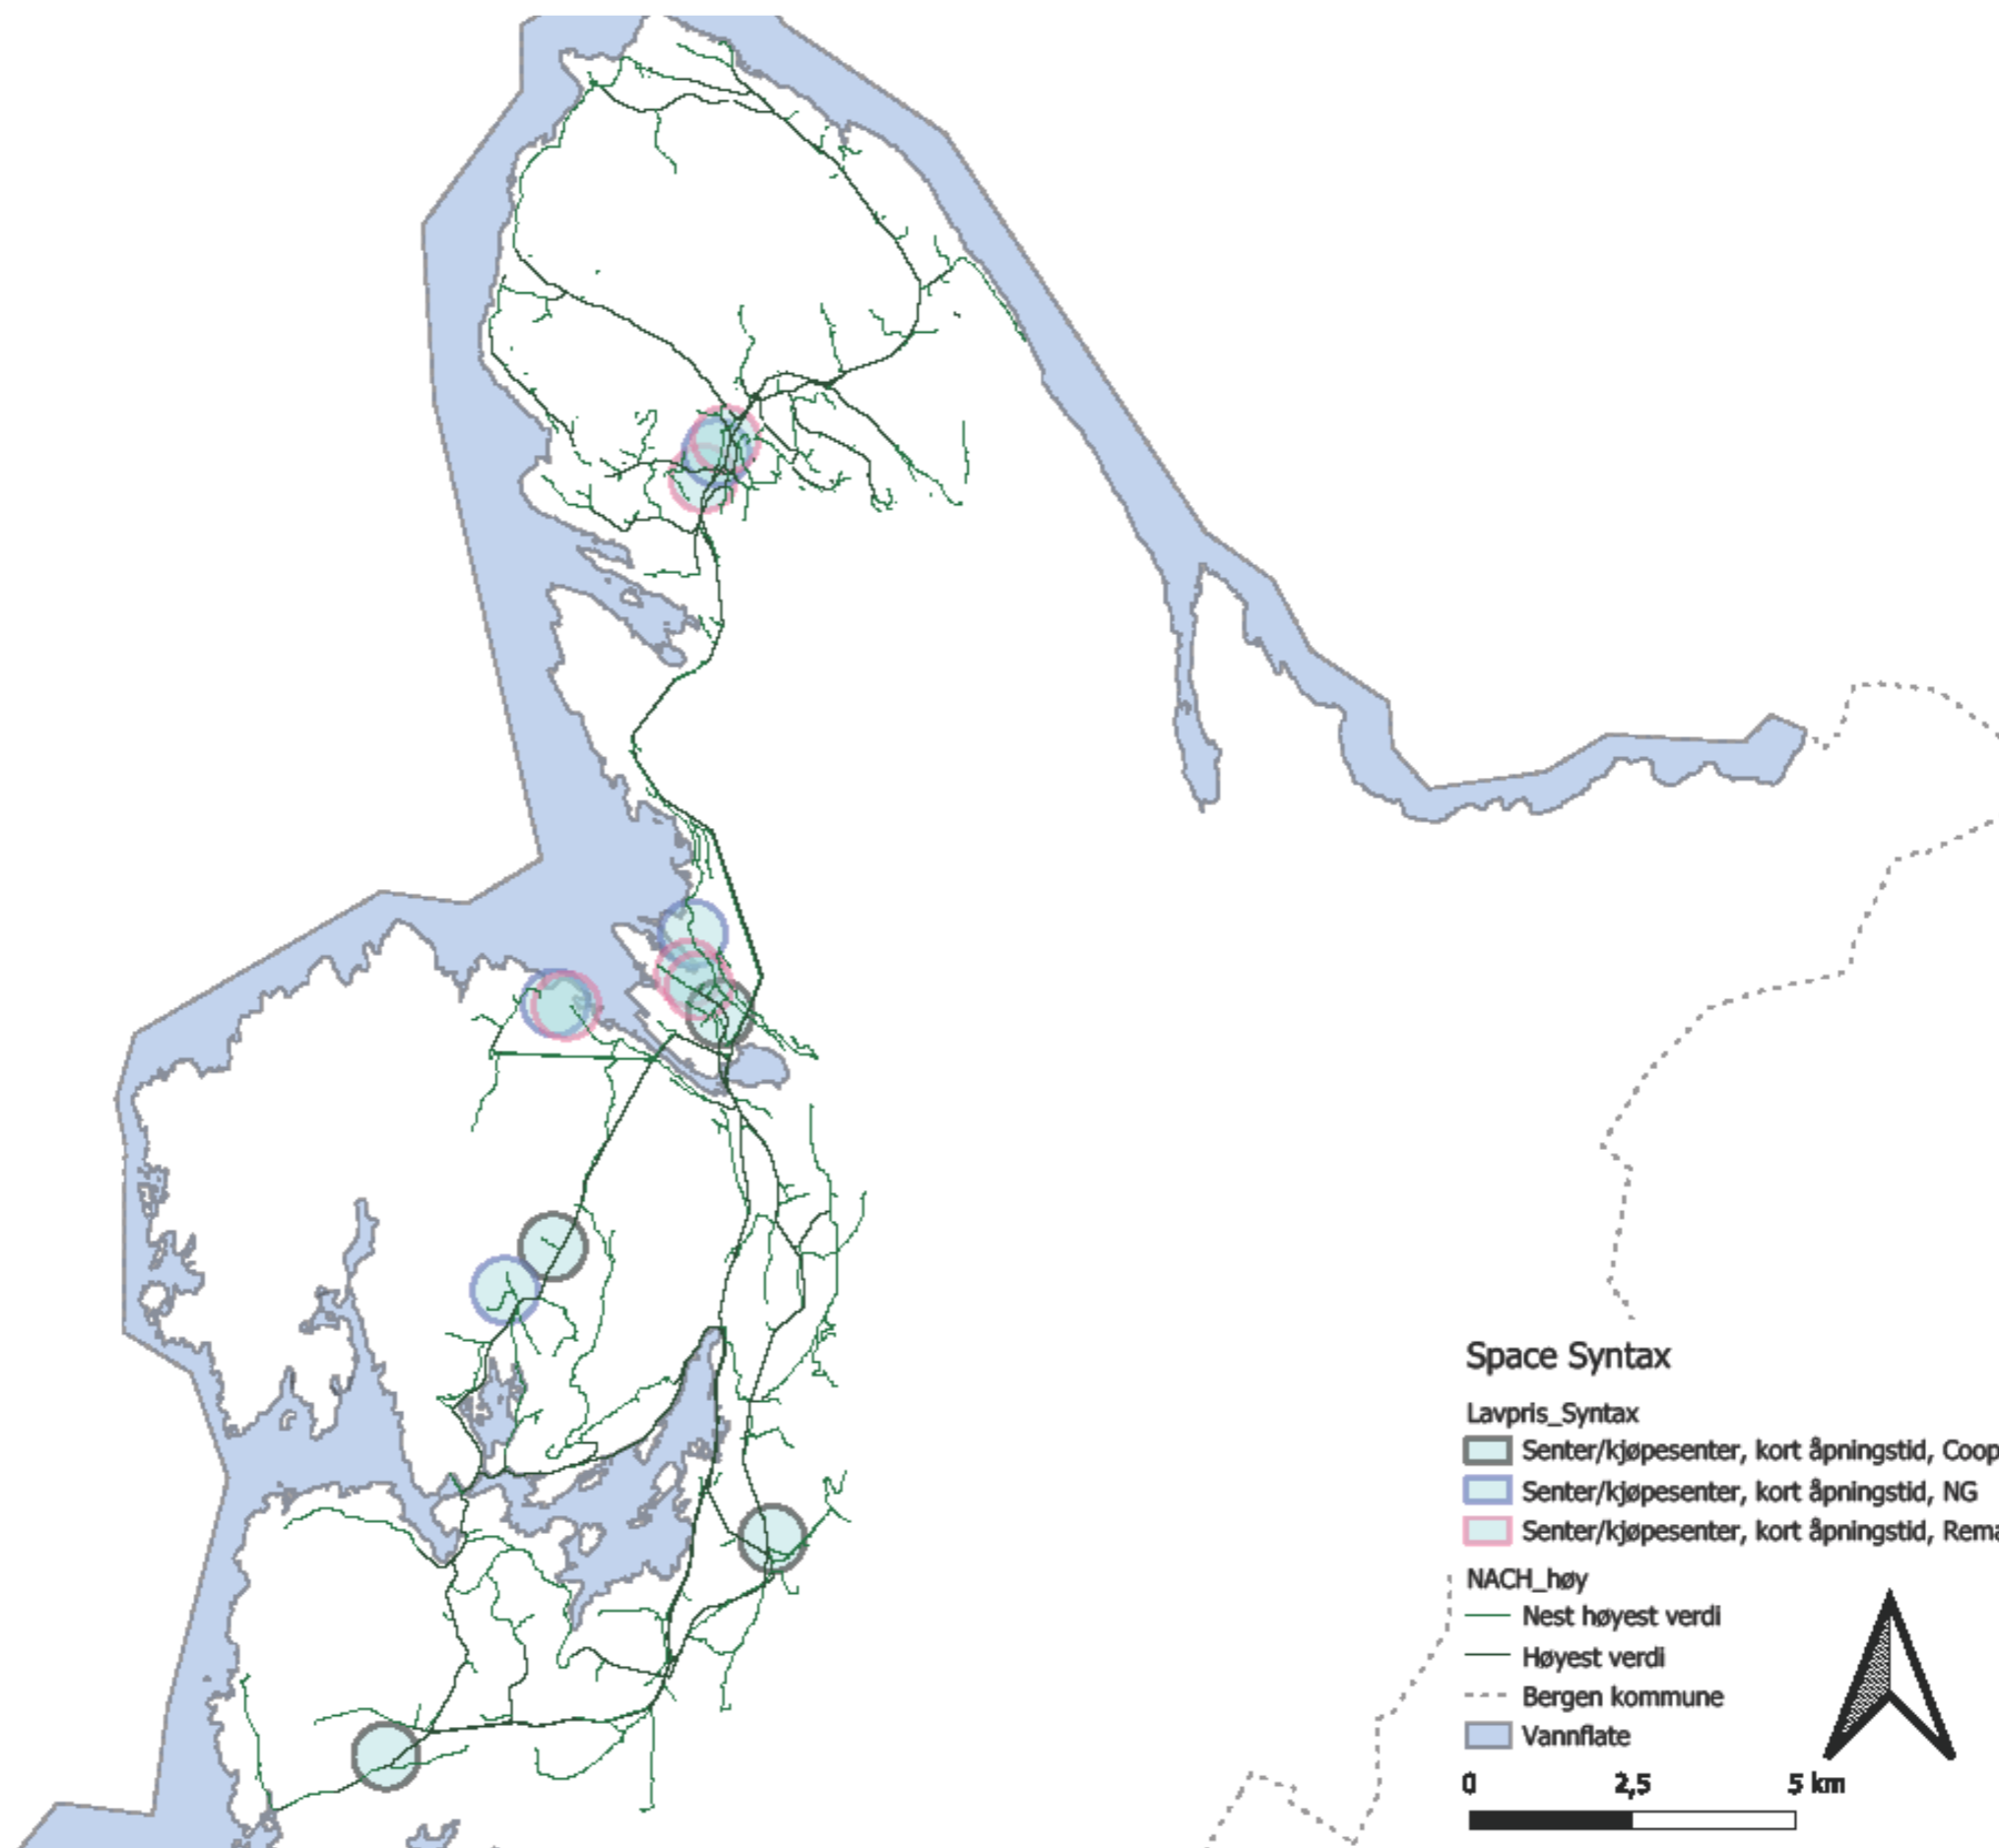 Space Syntax
Lavpris_Syntax
Senter/kjøpesenter, kort åpningstid, Coop
Senter/kjøpesenter, kort åpningstid, NG
Senter/kjøpesenter, kort åpningstid, Rema
NACH_høy
Nest høyest verdi
Høyest verdi
Bergen kommune
Vannflate
0 2,5 5 km